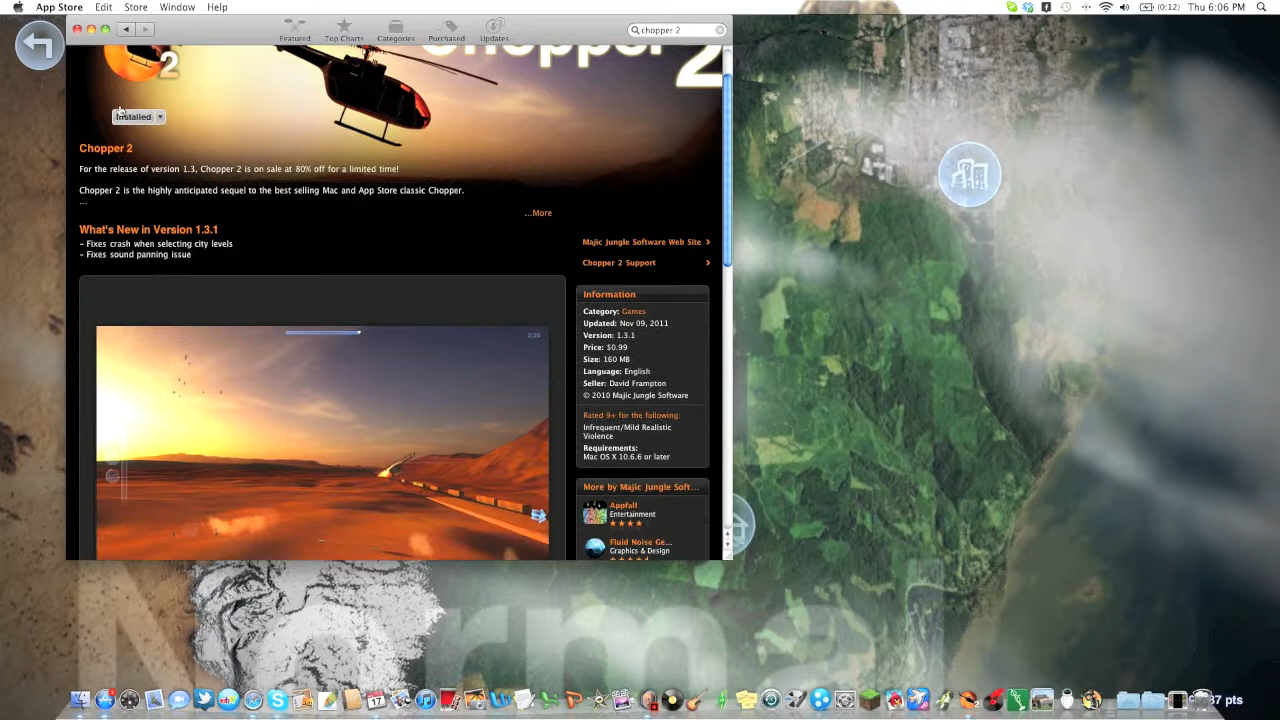 App Store Edit Store Window Help
(0:12) Thu 6:06 PM
Featured Top Charts Categories Purchased Updates
chopper 2
Chopper 2
2
Installed
Chopper 2
For the release of version 1.3, Chopper 2 is on sale at 80% off for a limited time!
Chopper 2 is the highly anticipated sequel to the best selling Mac and App Store classic Chopper.
...
...More
What's New in Version 1.3.1
– Fixes crash when selecting city levels
– Fixes sound panning issue
Majic Jungle Software Web Site
Chopper 2 Support
Information
Category: Games
Updated: Nov 09, 2011
Version: 1.3.1
Price: $0.99
Size: 160 MB
Language: English
Seller: David Frampton
© 2010 Majic Jungle Software
Rated 9+ for the following:
Infrequent/Mild Realistic
Violence
Requirements:
Mac OS X 10.6.6 or later
More by Majic Jungle Soft...
Appfall
Entertainment
Fluid Noise Ge...
Graphics & Design
Normal
17
pts